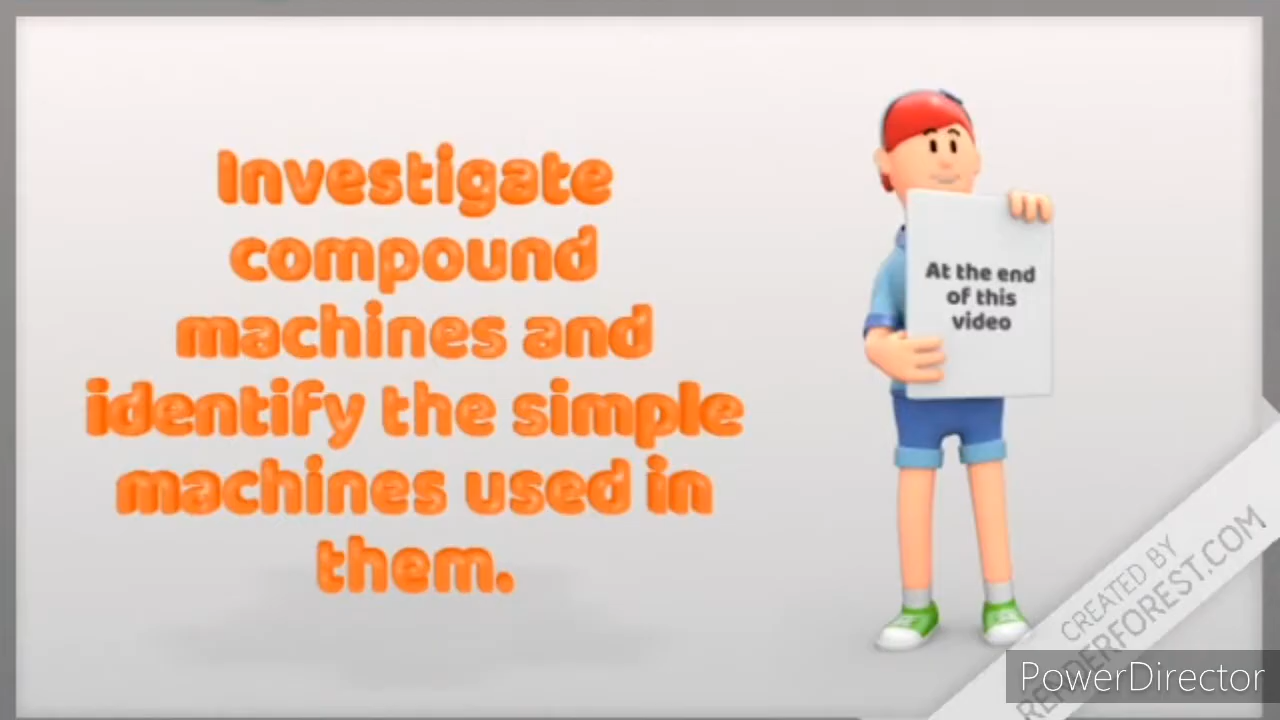 Investigate
compound
machines and
identify the simple
machines used in
them.
At the end
of this
video
CREATED BY
RENDERFOREST.COM
PowerDirector